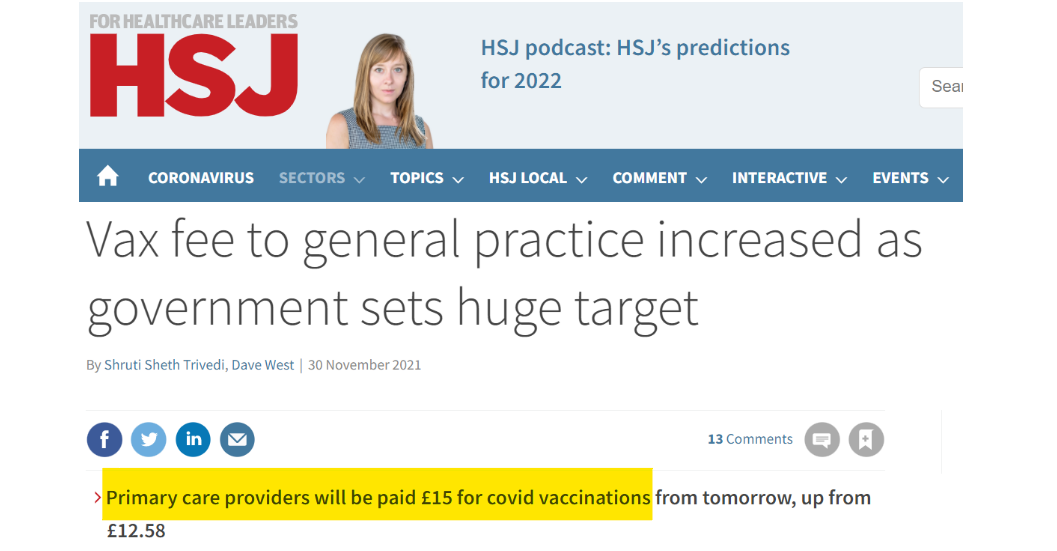 FOR HEALTHCARE LEADERS
HSJ
HSJ podcast: HSJ's predictions
for 2022
Sear
CORONAVIRUS SECTORS TOPICS HSJ LOCAL COMMENT INTERACTIVE EVENTS
Vax fee to general practice increased as
government sets huge target
By Shruti Sheth Trivedi, Dave West | 30 November 2021
f in 13 Comments
Primary care providers will be paid £15 for covid vaccinations from tomorrow, up from
£12.58